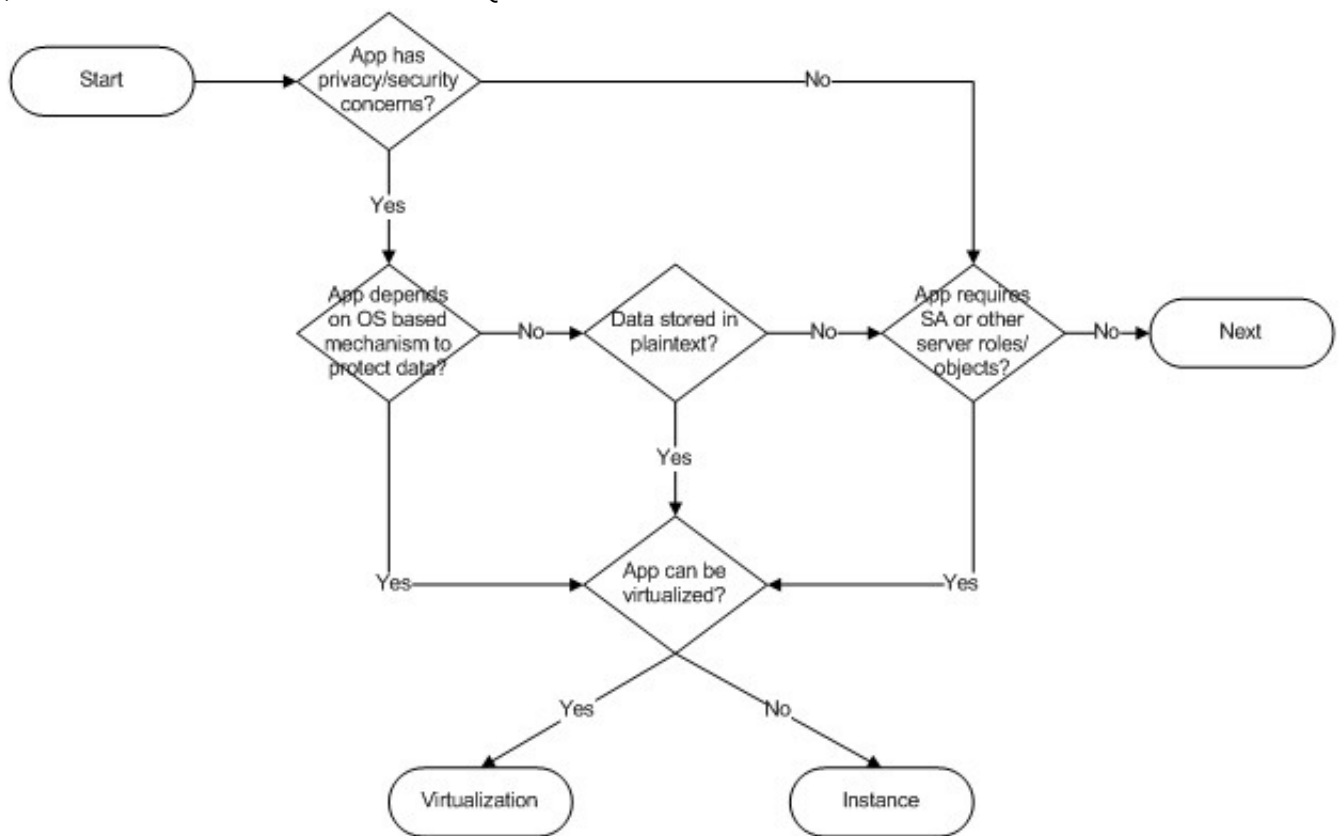 Start
App has
privacy/security
concerns?
No
Yes
App depends
on OS based
mechanism to
protect data?
No
Data stored in
plaintext?
No
App requires
SA or other
server roles/
objects?
No
Next
Yes
Yes
App can be
virtualized?
Yes
Yes
No
Virtualization
Instance